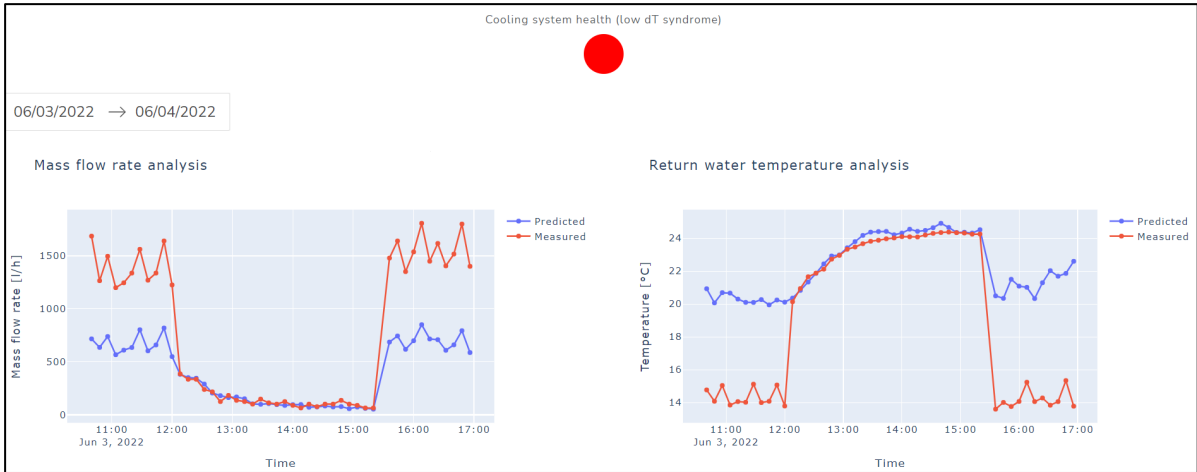 Cooling system health (low dT syndrome)
06/03/2022 → 06/04/2022
Mass flow rate analysis
Mass flow rate [l/h]
1500
1000
500
0
11:00 12:00 13:00 14:00 15:00 16:00 17:00
Jun 3, 2022
Time
Predicted
Measured
Return water temperature analysis
Temperature [°C]
24
22
20
18
16
14
11:00 12:00 13:00 14:00 15:00 16:00 17:00
Jun 3, 2022
Time
Predicted
Measured